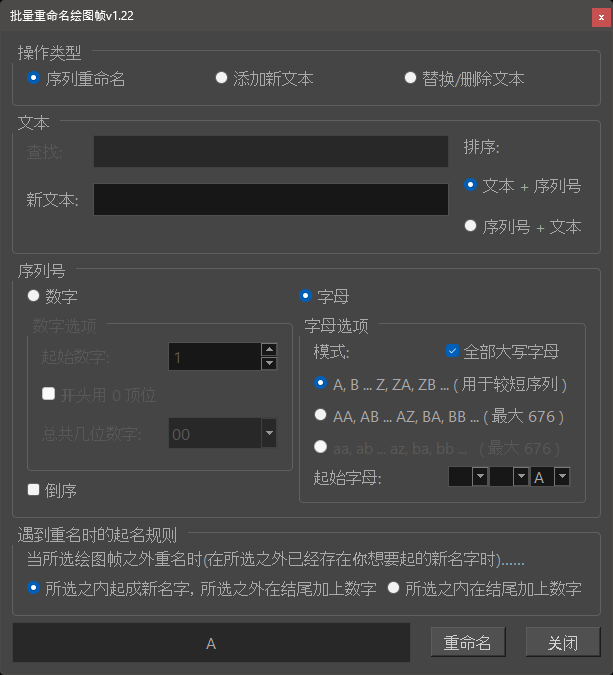 批量重命名绘图帧v1.22
x
操作类型
序列重命名 添加新文本 替换/删除文本
文本
查找:
排序:
新文本:
文本 + 序列号
序列号 + 文本
序列号
数字 字母
数字选项 字母选项
起始数字: 1
模式: 全部大写字母
开头用 0 顶位
A, B ... Z, ZA, ZB ... ( 用于较短序列 )
AA, AB ... AZ, BA, BB ... ( 最大 676 )
总共几位数字: 00
aa, ab ... az, ba, bb ... ( 最大 676 )
倒序
起始字母: A
遇到重名时的起名规则
当所选绘图帧之外重名时(在所选之外已经存在你想要起的新名字时)......
所选之内起成新名字, 所选之外在结尾加上数字 所选之内在结尾加上数字
A 重命名 关闭